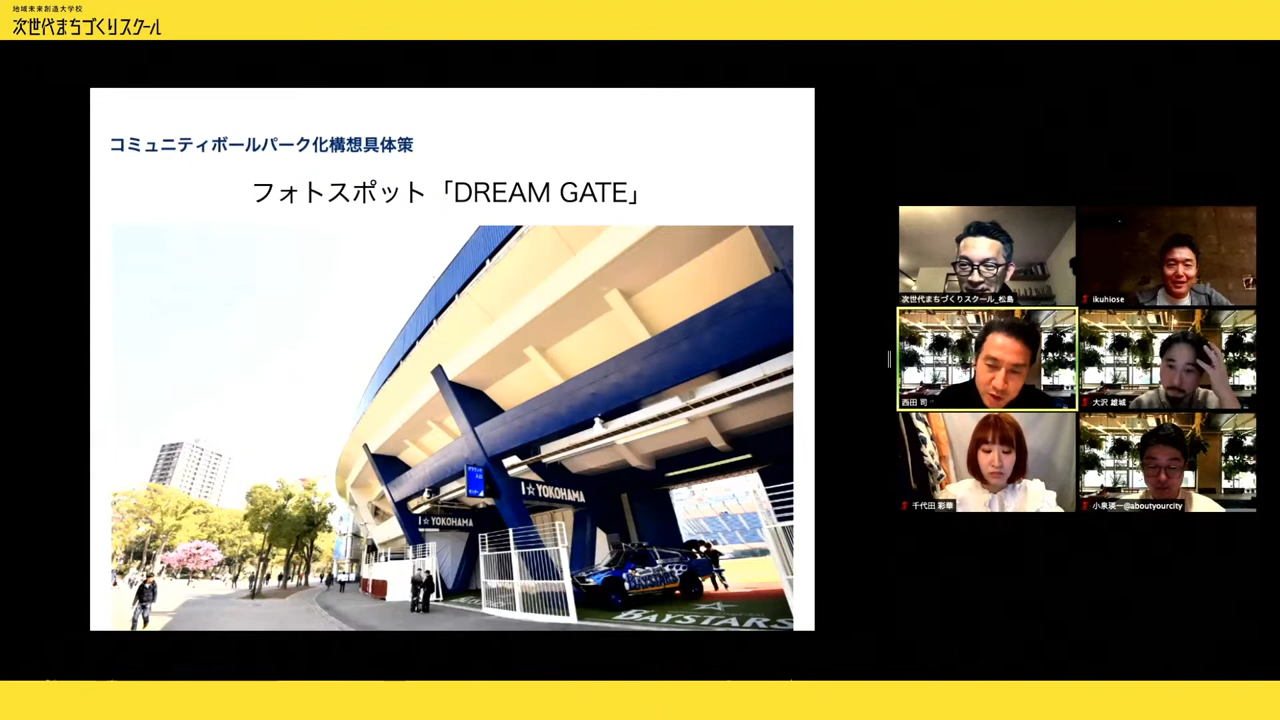 地域未来創造大学校
次世代まちづくりスクール
コミュニティボールパーク化構想具体策
フォトスポット「DREAM GATE」
I☆YOKOHAMA
I☆YOKOHAMA
BAYSTARS
BAYSTARS
次世代まちづくりスクール_松島
ikuhiose
西田 司
大沢 雄城
千代田 彩華
小泉瑛一@aboutyourcity